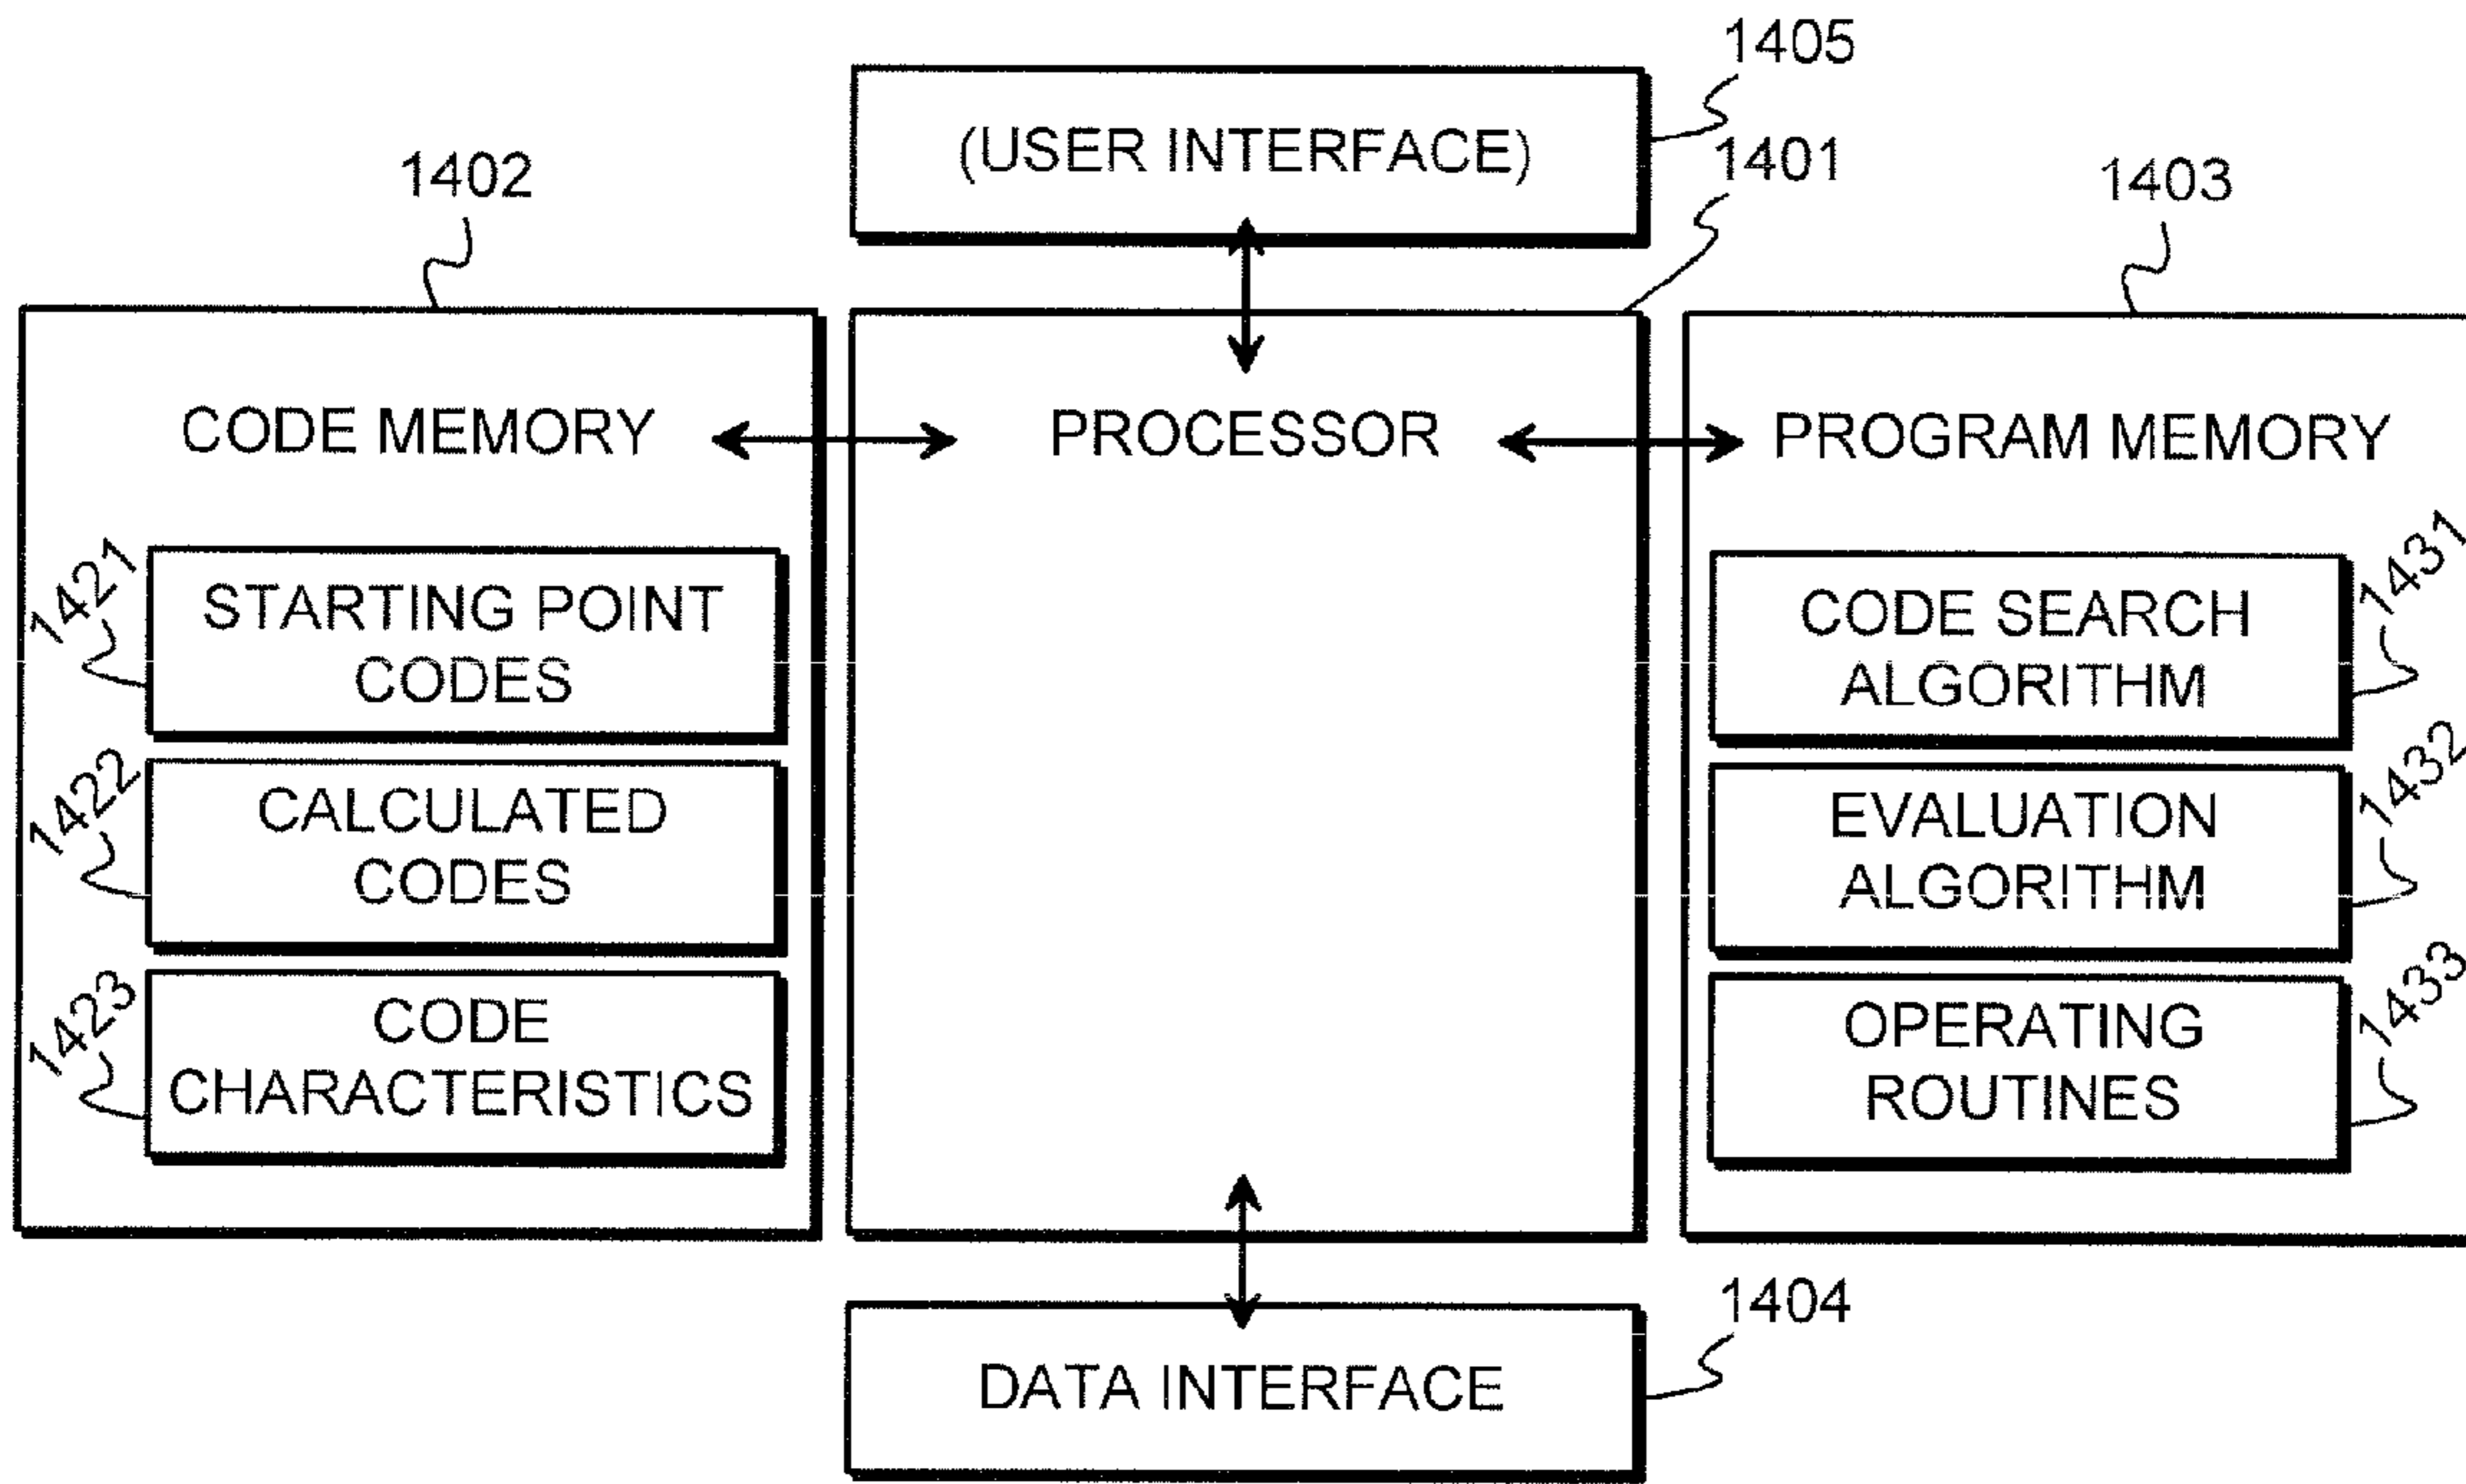 1405
(USER INTERFACE)
1401
1402
1403
CODE MEMORY
PROCESSOR
PROGRAM MEMORY
1421
STARTING POINT
CODES
1422
CALCULATED
CODES
1423
CODE
CHARACTERISTICS
1431
CODE SEARCH
ALGORITHM
1432
EVALUATION
ALGORITHM
1433
OPERATING
ROUTINES
1404
DATA INTERFACE